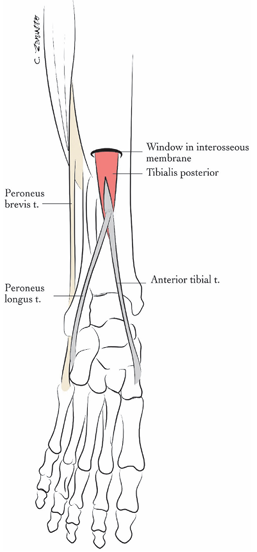 Window in interosseous
membrane
Tibialis posterior
Peroneus
brevis t.
Anterior tibial t.
Peroneus
longus t.